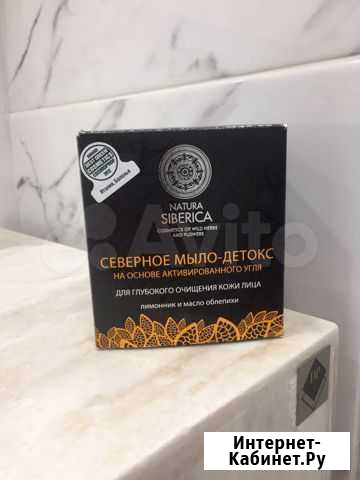 NATURA
SIBERICA
COSMETICS OF WILD HERBS
AND FLOWERS
СЕВЕРНОЕ МЫЛО-ДЕТОКС
НА ОСНОВЕ АКТИВИРОВАННОГО УГЛЯ
ДЛЯ ГЛУБОКОГО ОЧИЩЕНИЯ КОЖИ ЛИЦА
лимонник и масло облепихи
Avito
Интернет-
Кабинет.Ру